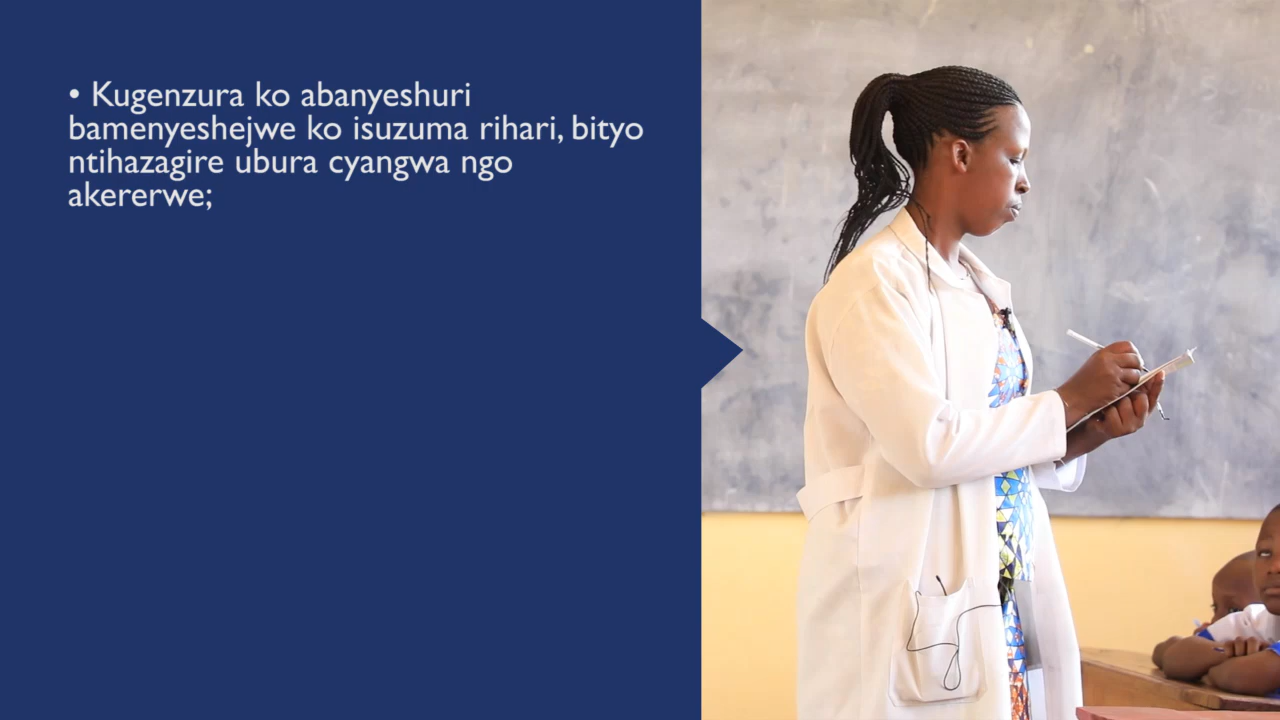 • Kugenzura ko abanyeshuri
bamenyeshejwe ko isuzuma rihari, bityo
ntihazagire ubura cyangwa ngo
akererwe;